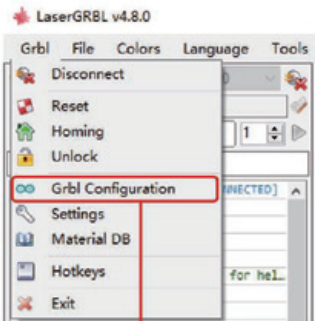 LaserGRBL v4.8.0
Grbl File Colors Language Tools
Disconnect
Reset
Homing
1
Unlock
Grbl Configuration
NNECTED]
Settings
Material DB
Hotkeys
for hel…
Exit